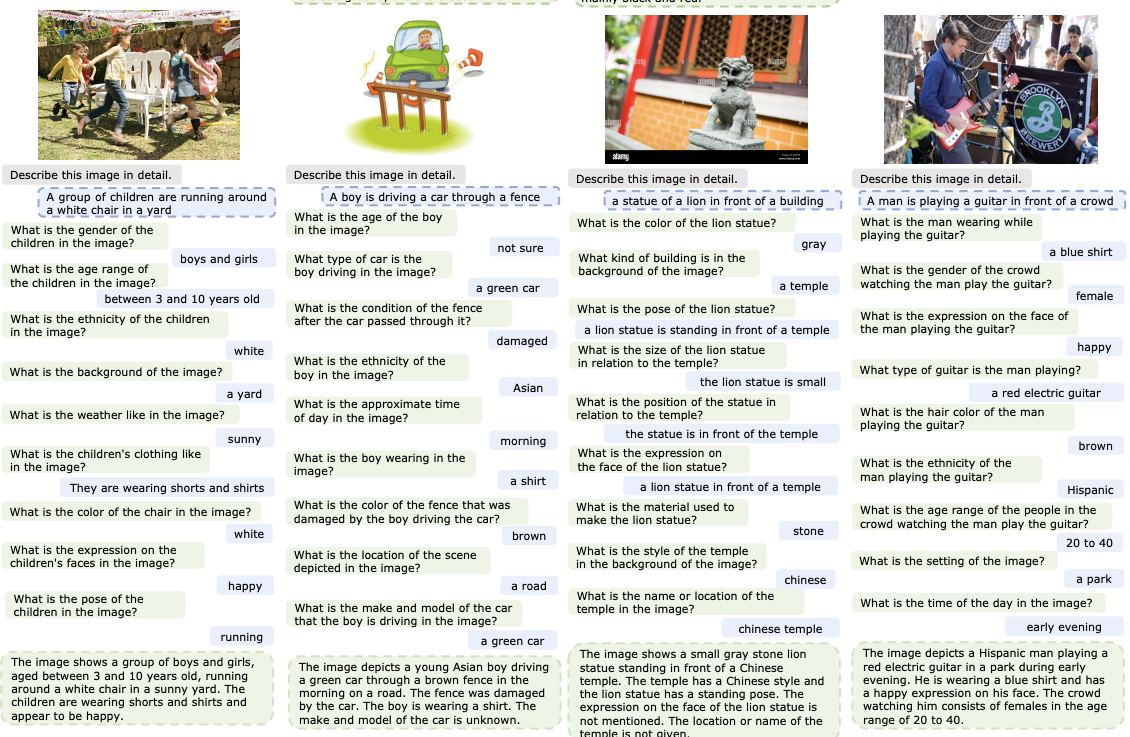 mainly black and red.
alamy
alamy
alamy
alamy
BROOKLYN
B
BREWERY
Describe this image in detail.
A group of children are running around
a white chair in a yard
What is the gender of the
children in the image?
boys and girls
What is the age range of
the children in the image?
between 3 and 10 years old
What is the ethnicity of the children
in the image?
white
What is the background of the image?
a yard
What is the weather like in the image?
sunny
What is the children's clothing like
in the image?
They are wearing shorts and shirts
What is the color of the chair in the image?
white
What is the expression on the
children's faces in the image?
happy
What is the pose of the
children in the image?
running
The image shows a group of boys and girls,
aged between 3 and 10 years old, running
around a white chair in a sunny yard. The
children are wearing shorts and shirts and
appear to be happy.
Describe this image in detail.
A boy is driving a car through a fence
What is the age of the boy
in the image?
not sure
What type of car is the
boy driving in the image?
a green car
What is the condition of the fence
after the car passed through it?
damaged
What is the ethnicity of the
boy in the image?
Asian
What is the approximate time
of day in the image?
morning
What is the boy wearing in the
image?
a shirt
What is the color of the fence that was
damaged by the boy driving the car?
brown
What is the location of the scene
depicted in the image?
a road
What is the make and model of the car
that the boy is driving in the image?
a green car
The image depicts a young Asian boy driving
a green car through a brown fence in the
morning on a road. The fence was damaged
by the car. The boy is wearing a shirt. The
make and model of the car is unknown.
Describe this image in detail.
a statue of a lion in front of a building
What is the color of the lion statue?
gray
What kind of building is in the
background of the image?
a temple
What is the pose of the lion statue?
a lion statue is standing in front of a temple
What is the size of the lion statue
in relation to the temple?
the lion statue is small
What is the position of the statue in
relation to the temple?
the statue is in front of the temple
What is the expression on
the face of the lion statue?
a lion statue in front of a temple
What is the material used to
make the lion statue?
stone
What is the style of the temple
in the background of the image?
chinese
What is the name or location of the
temple in the image?
chinese temple
The image shows a small gray stone lion
statue standing in front of a Chinese
temple. The temple has a Chinese style and
the lion statue has a standing pose. The
expression on the face of the lion statue is
not mentioned. The location or name of the
temple is not given.
Describe this image in detail.
A man is playing a guitar in front of a crowd
What is the man wearing while
playing the guitar?
a blue shirt
What is the gender of the crowd
watching the man play the guitar?
female
What is the expression on the face of
the man playing the guitar?
happy
What type of guitar is the man playing?
a red electric guitar
What is the hair color of the man
playing the guitar?
brown
What is the ethnicity of the
man playing the guitar?
Hispanic
What is the age range of the people in the
crowd watching the man play the guitar?
20 to 40
What is the setting of the image?
a park
What is the time of the day in the image?
early evening
The image depicts a Hispanic man playing a
red electric guitar in a park during early
evening. He is wearing a blue shirt and has
a happy expression on his face. The crowd
watching him consists of females in the age
range of 20 to 40.